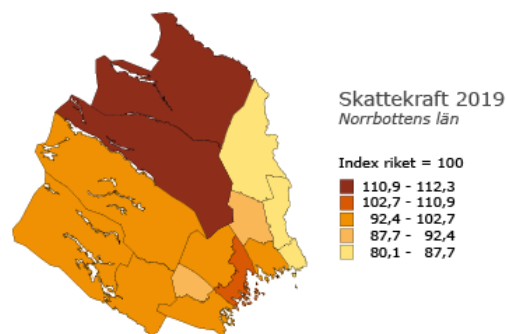 Skattekraft 2019
Norrbottens län
Index riket = 100
110,9 - 112,3
102,7 - 110,9
92,4 - 102,7
87,7 - 92,4
80,1 - 87,7